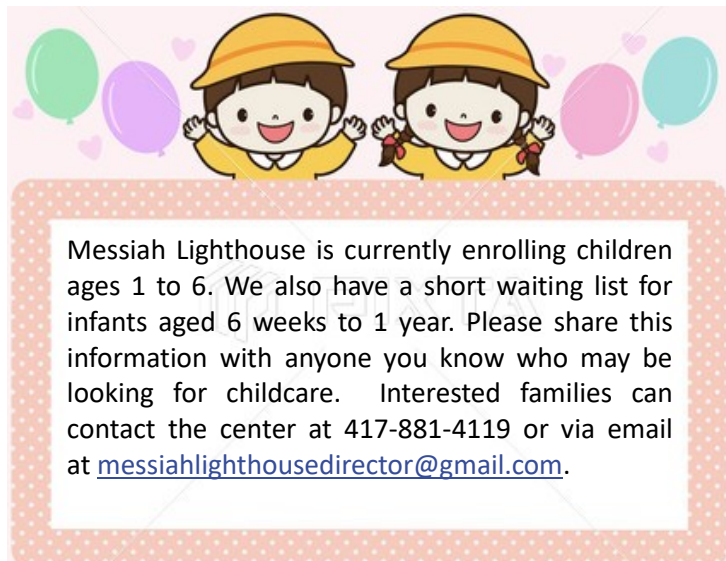 Messiah Lighthouse is currently enrolling children
ages 1 to 6. We also have a short waiting list for
infants aged 6 weeks to 1 year. Please share this
information with anyone you know who may be
looking for childcare. Interested families can
contact the center at 417-881-4119 or via email
at messiahlighthousedirector@gmail.com.
PIXTA